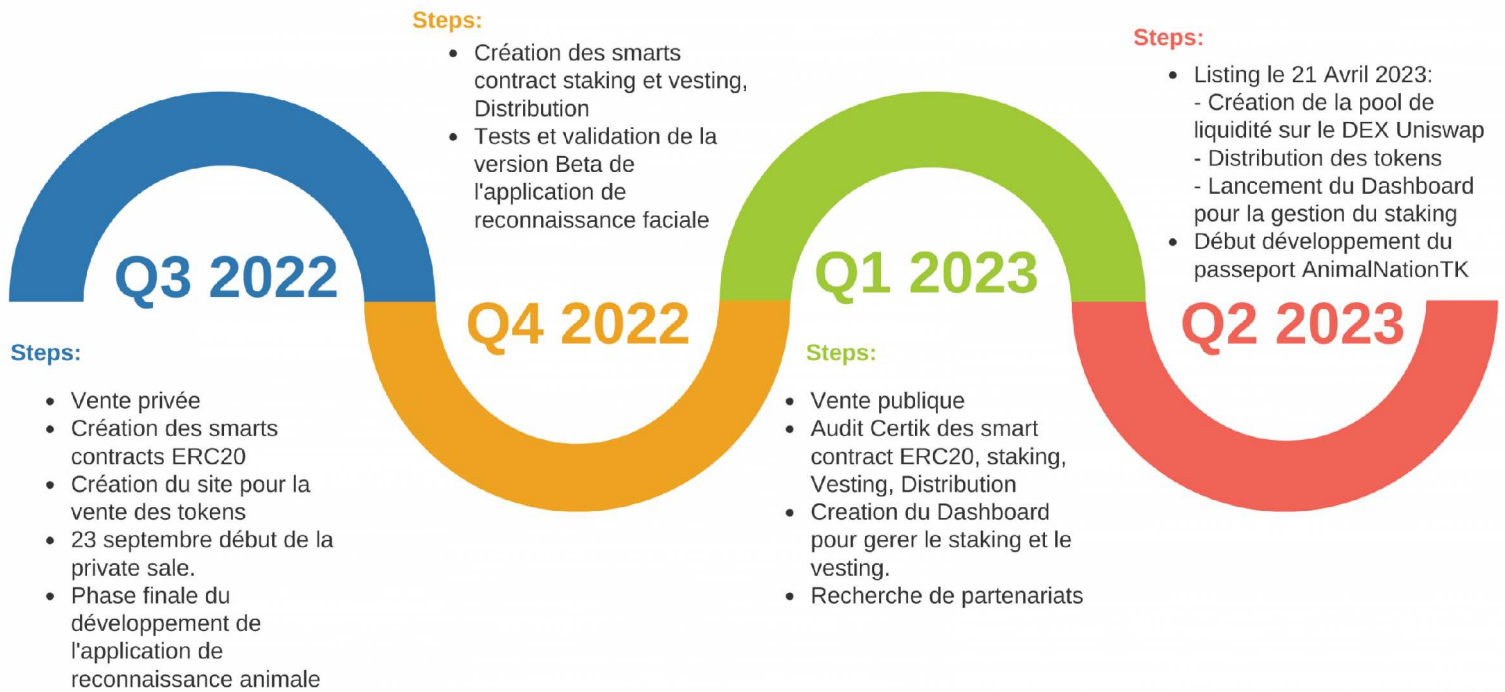 Q3 2022
Steps:
• Vente privée
• Création des smarts
contracts ERC20
• Création du site pour la
vente des tokens
• 23 septembre début de la
private sale.
• Phase finale du
développement de
l'application de
reconnaissance animale
Steps:
• Création des smarts
contract staking et vesting,
Distribution
• Tests et validation de la
version Beta de
l'application de
reconnaissance faciale
Q4 2022
Q1 2023
Steps:
• Vente publique
• Audit Certik des smart
contract ERC20, staking,
Vesting, Distribution
• Creation du Dashboard
pour gerer le staking et le
vesting.
• Recherche de partenariats
Steps:
• Listing le 21 Avril 2023:
- Création de la pool de
liquidité sur le DEX Uniswap
- Distribution des tokens
- Lancement du Dashboard
pour la gestion du staking
• Début développement du
passeport AnimalNationTK
Q2 2023